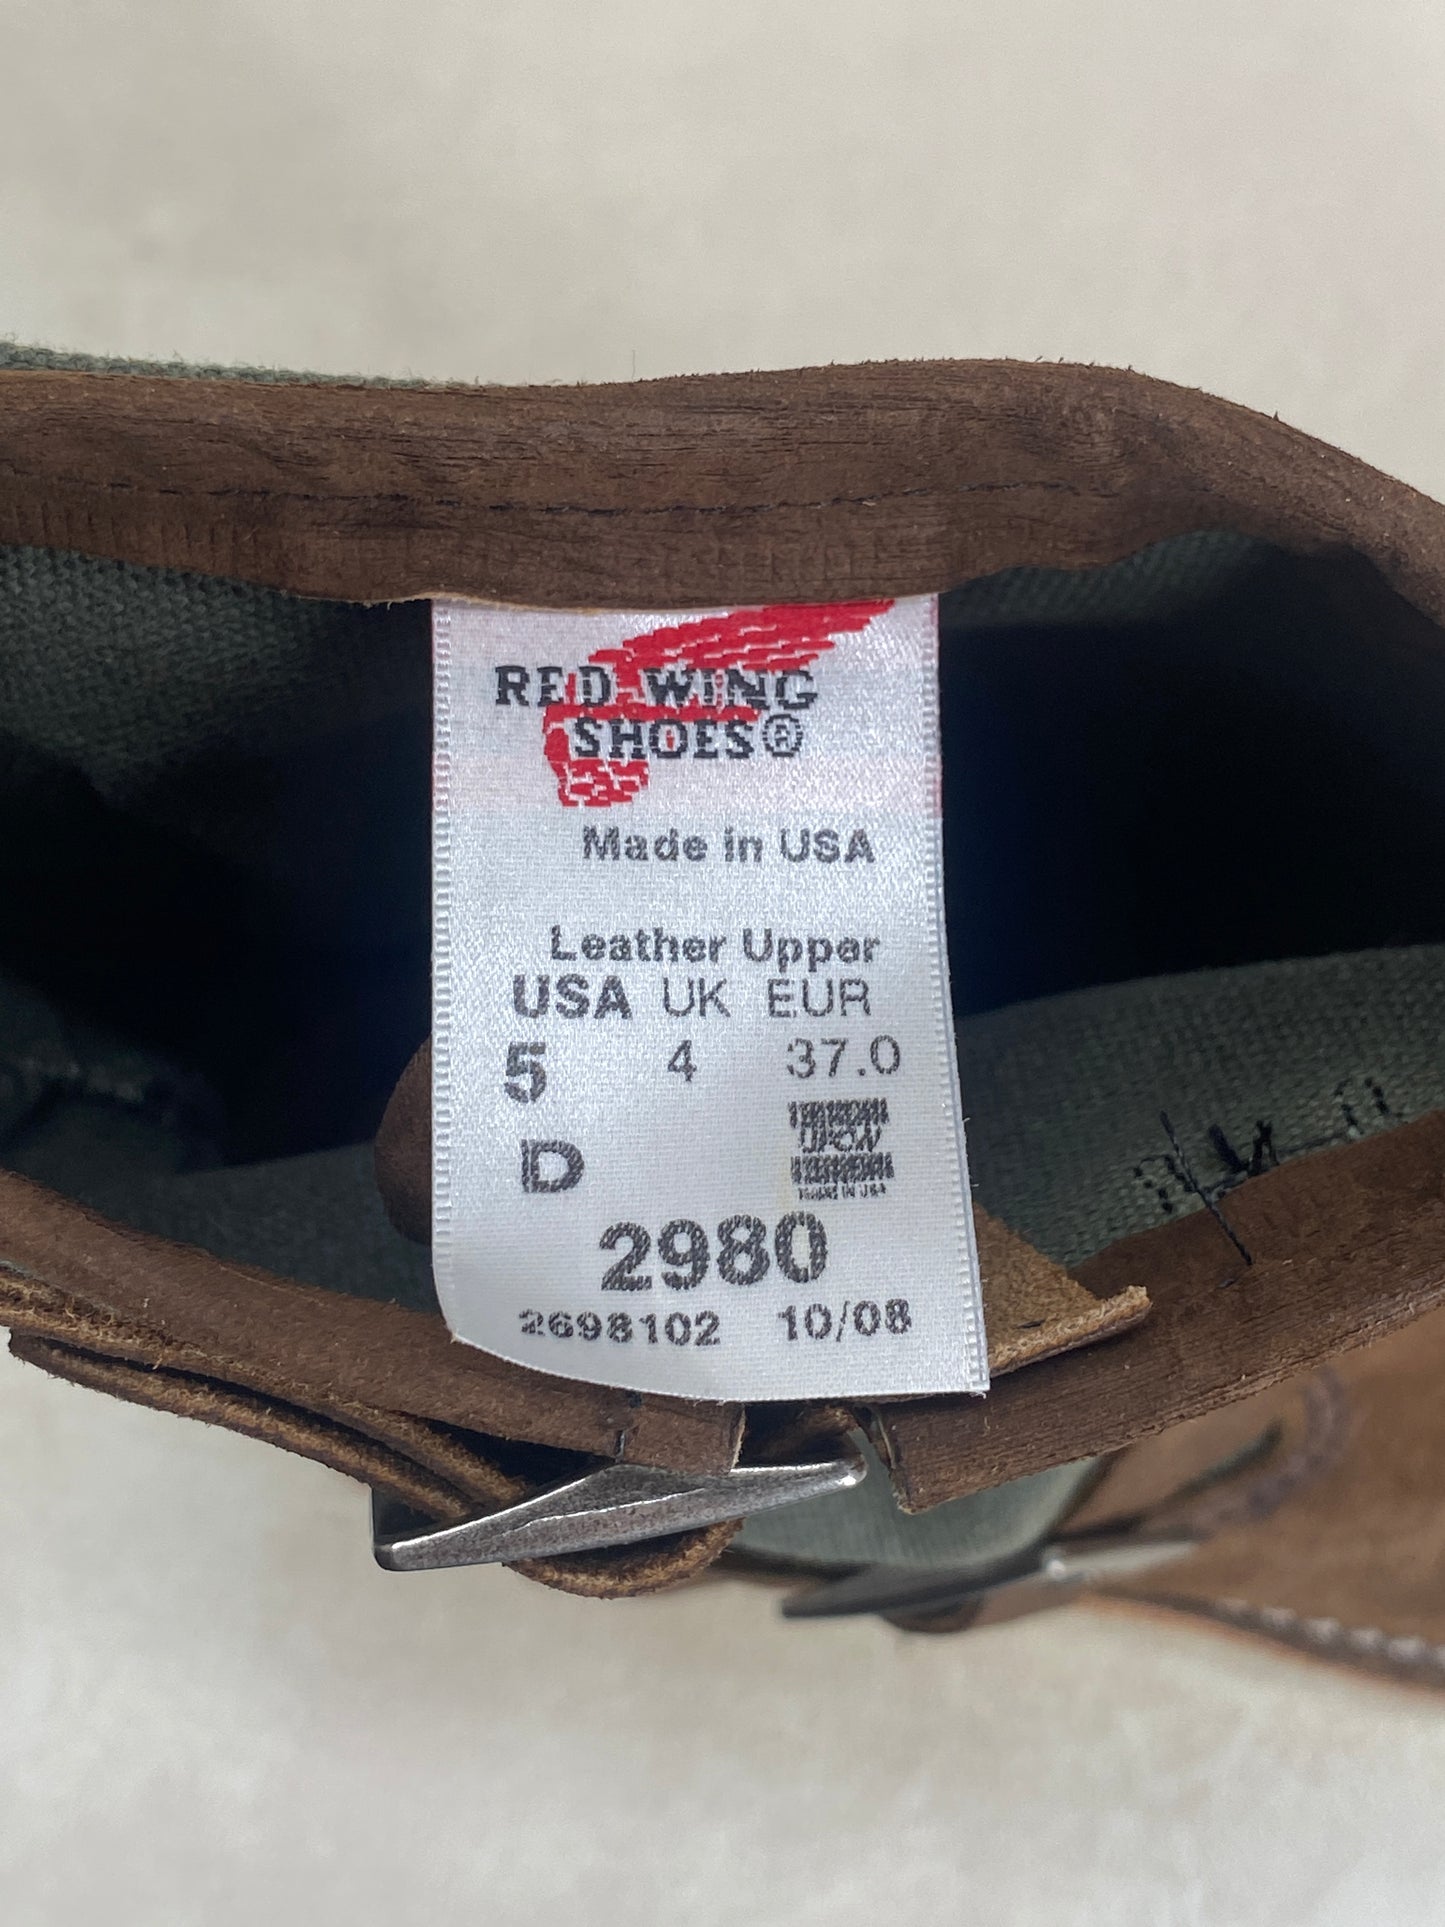 RED WING
SHOES®
Made in USA
Leather Upper
USA UK EUR
5 4 37.0
UFCW
D
2980
2698102 10/08